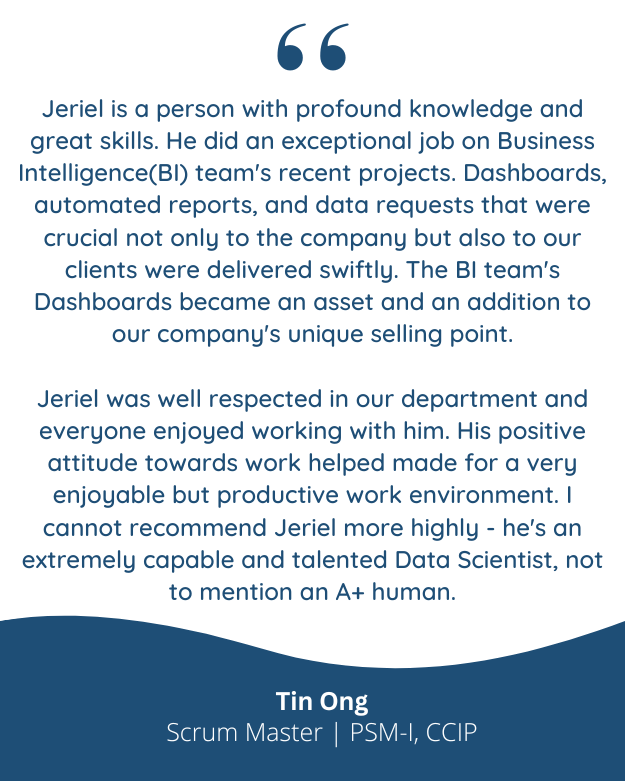 “
Jeriel is a person with profound knowledge and
great skills. He did an exceptional job on Business
Intelligence(BI) team's recent projects. Dashboards,
automated reports, and data requests that were
crucial not only to the company but also to our
clients were delivered swiftly. The BI team's
Dashboards became an asset and an addition to
our company's unique selling point.
Jeriel was well respected in our department and
everyone enjoyed working with him. His positive
attitude towards work helped made for a very
enjoyable but productive work environment. I
cannot recommend Jeriel more highly - he's an
extremely capable and talented Data Scientist, not
to mention an A+ human.
Tin Ong
Scrum Master | PSM-I, CCIP